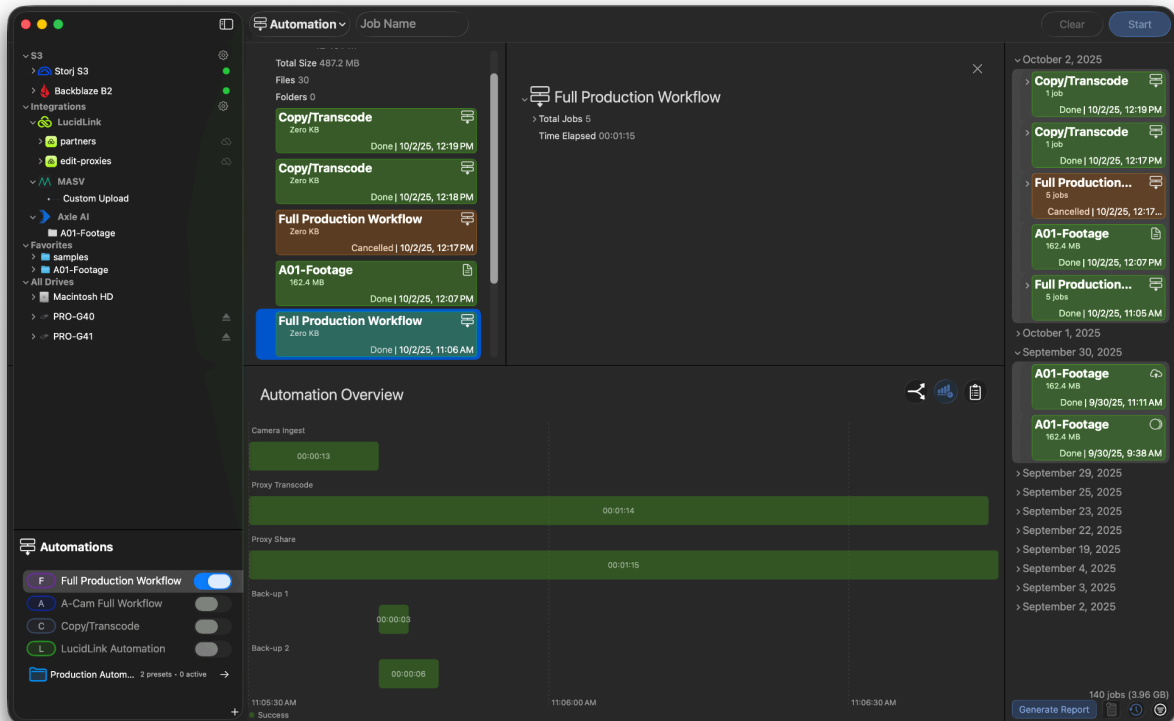 Automation
Job Name
Clear
Start
S3
Storj S3
Backblaze B2
Integrations
LucidLink
partners
edit-proxies
MASV
Custom Upload
Axle AI
A01-Footage
Favorites
samples
A01-Footage
All Drives
Macintosh HD
PRO-G40
PRO-G41
Automations
F Full Production Workflow
A A-Cam Full Workflow
C Copy/Transcode
L LucidLink Automation
Production Autom... 2 presets - 0 active
Total Size 487.2 MB
Files 30
Folders 0
Copy/Transcode
Zero KB
Done | 10/2/25, 12:19 PM
Copy/Transcode
Zero KB
Done | 10/2/25, 12:18 PM
Full Production Workflow
Zero KB
Cancelled | 10/2/25, 12:17 PM
A01-Footage
162.4 MB
Done | 10/2/25, 12:07 PM
Full Production Workflow
Zero KB
Done | 10/2/25, 11:06 AM
Full Production Workflow
Total Jobs 5
Time Elapsed 00:01:15
Automation Overview
Camera Ingest
00:00:13
Proxy Transcode
00:01:14
Proxy Share
00:01:15
Back-up 1
00:00:03
Back-up 2
00:00:06
11:05:30 AM
11:06:00 AM
11:06:30 AM
Success
October 2, 2025
Copy/Transcode
1 job
Done | 10/2/25, 12:19 PM
Copy/Transcode
1 job
Done | 10/2/25, 12:17 PM
Full Production...
5 jobs
Cancelled | 10/2/25, 12:17...
A01-Footage
162.4 MB
Done | 10/2/25, 12:07 PM
Full Production...
5 jobs
Done | 10/2/25, 11:05 AM
October 1, 2025
September 30, 2025
A01-Footage
162.4 MB
Done | 9/30/25, 11:11 AM
A01-Footage
162.4 MB
Done | 9/30/25, 9:38 AM
September 29, 2025
September 25, 2025
September 23, 2025
September 22, 2025
September 19, 2025
September 4, 2025
September 3, 2025
September 2, 2025
140 jobs (3.96 GB)
Generate Report